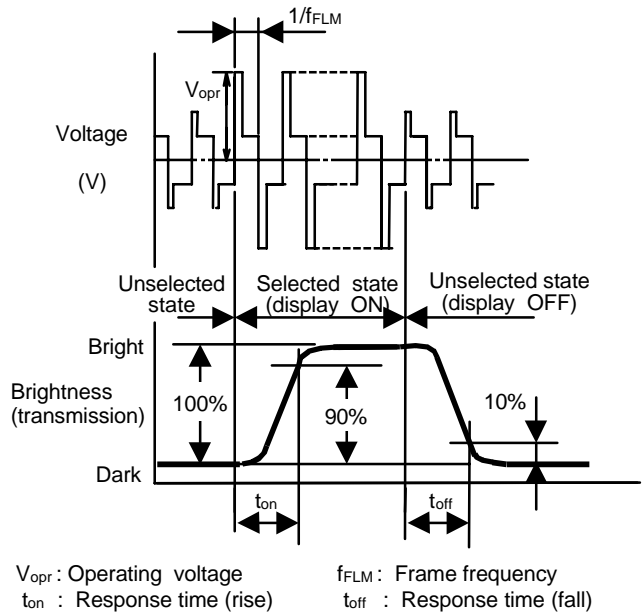 1/fFLM
Vopr
Voltage
(V)
Unselected state
Selected state (display ON)
Unselected state (display OFF)
Bright
Brightness (transmission)
100%
90%
10%
Dark
ton
toff
Vopr : Operating voltage
fFLM : Frame frequency
ton : Response time (rise)
toff : Response time (fall)